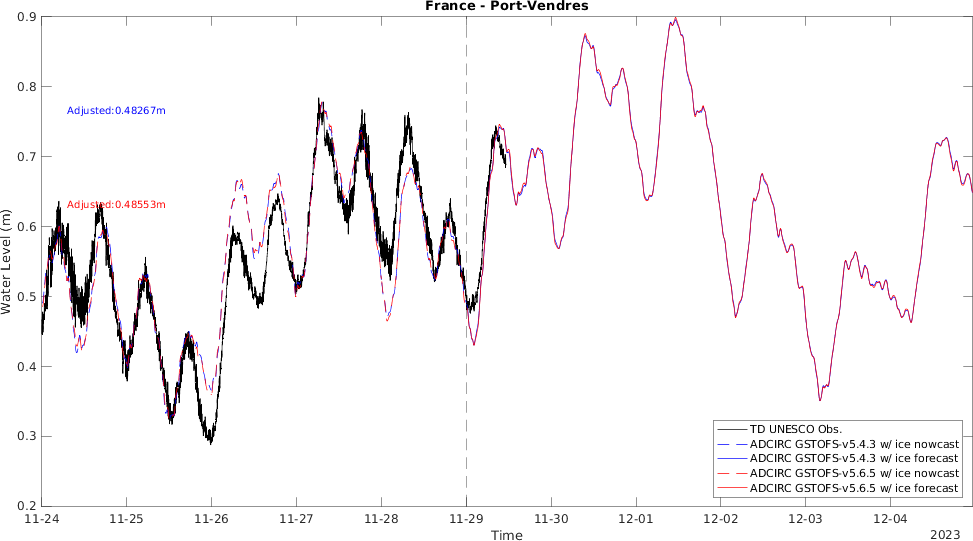 France - Port-Vendres
0.9
0.8
0.7
0.6
0.5
0.4
0.3
0.2
Water Level (m)
Adjusted:0.48267m
Adjusted:0.48553m
TD UNESCO Obs.
ADCIRC GSTOFS-v5.4.3 w/ ice nowcast
ADCIRC GSTOFS-v5.4.3 w/ ice forecast
ADCIRC GSTOFS-v5.6.5 w/ ice nowcast
ADCIRC GSTOFS-v5.6.5 w/ ice forecast
11-24 11-25 11-26 11-27 11-28 11-29 11-30 12-01 12-02 12-03 12-04
Time
2023